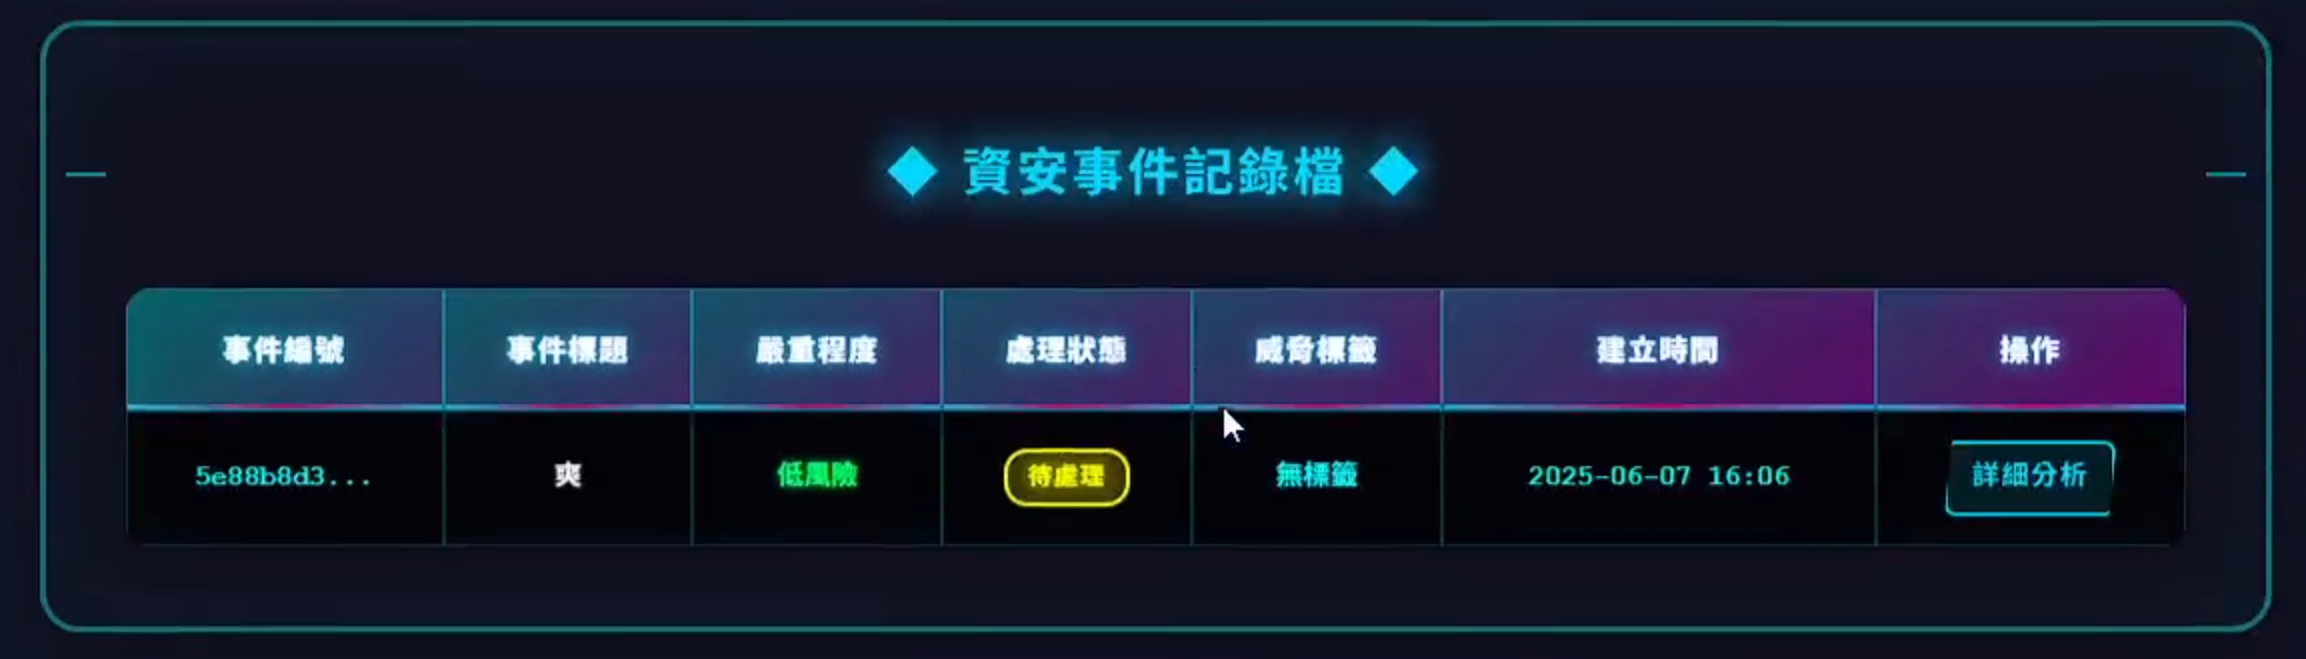 ◆ 資安事件記錄檔 ◆
事件編號 事件標題 嚴重程度 處理狀態 威脅標籤 建立時間 操作
5e88b8d3... 爽 低風險 待處理 無標籤 2025-06-07 16:06 詳細分析